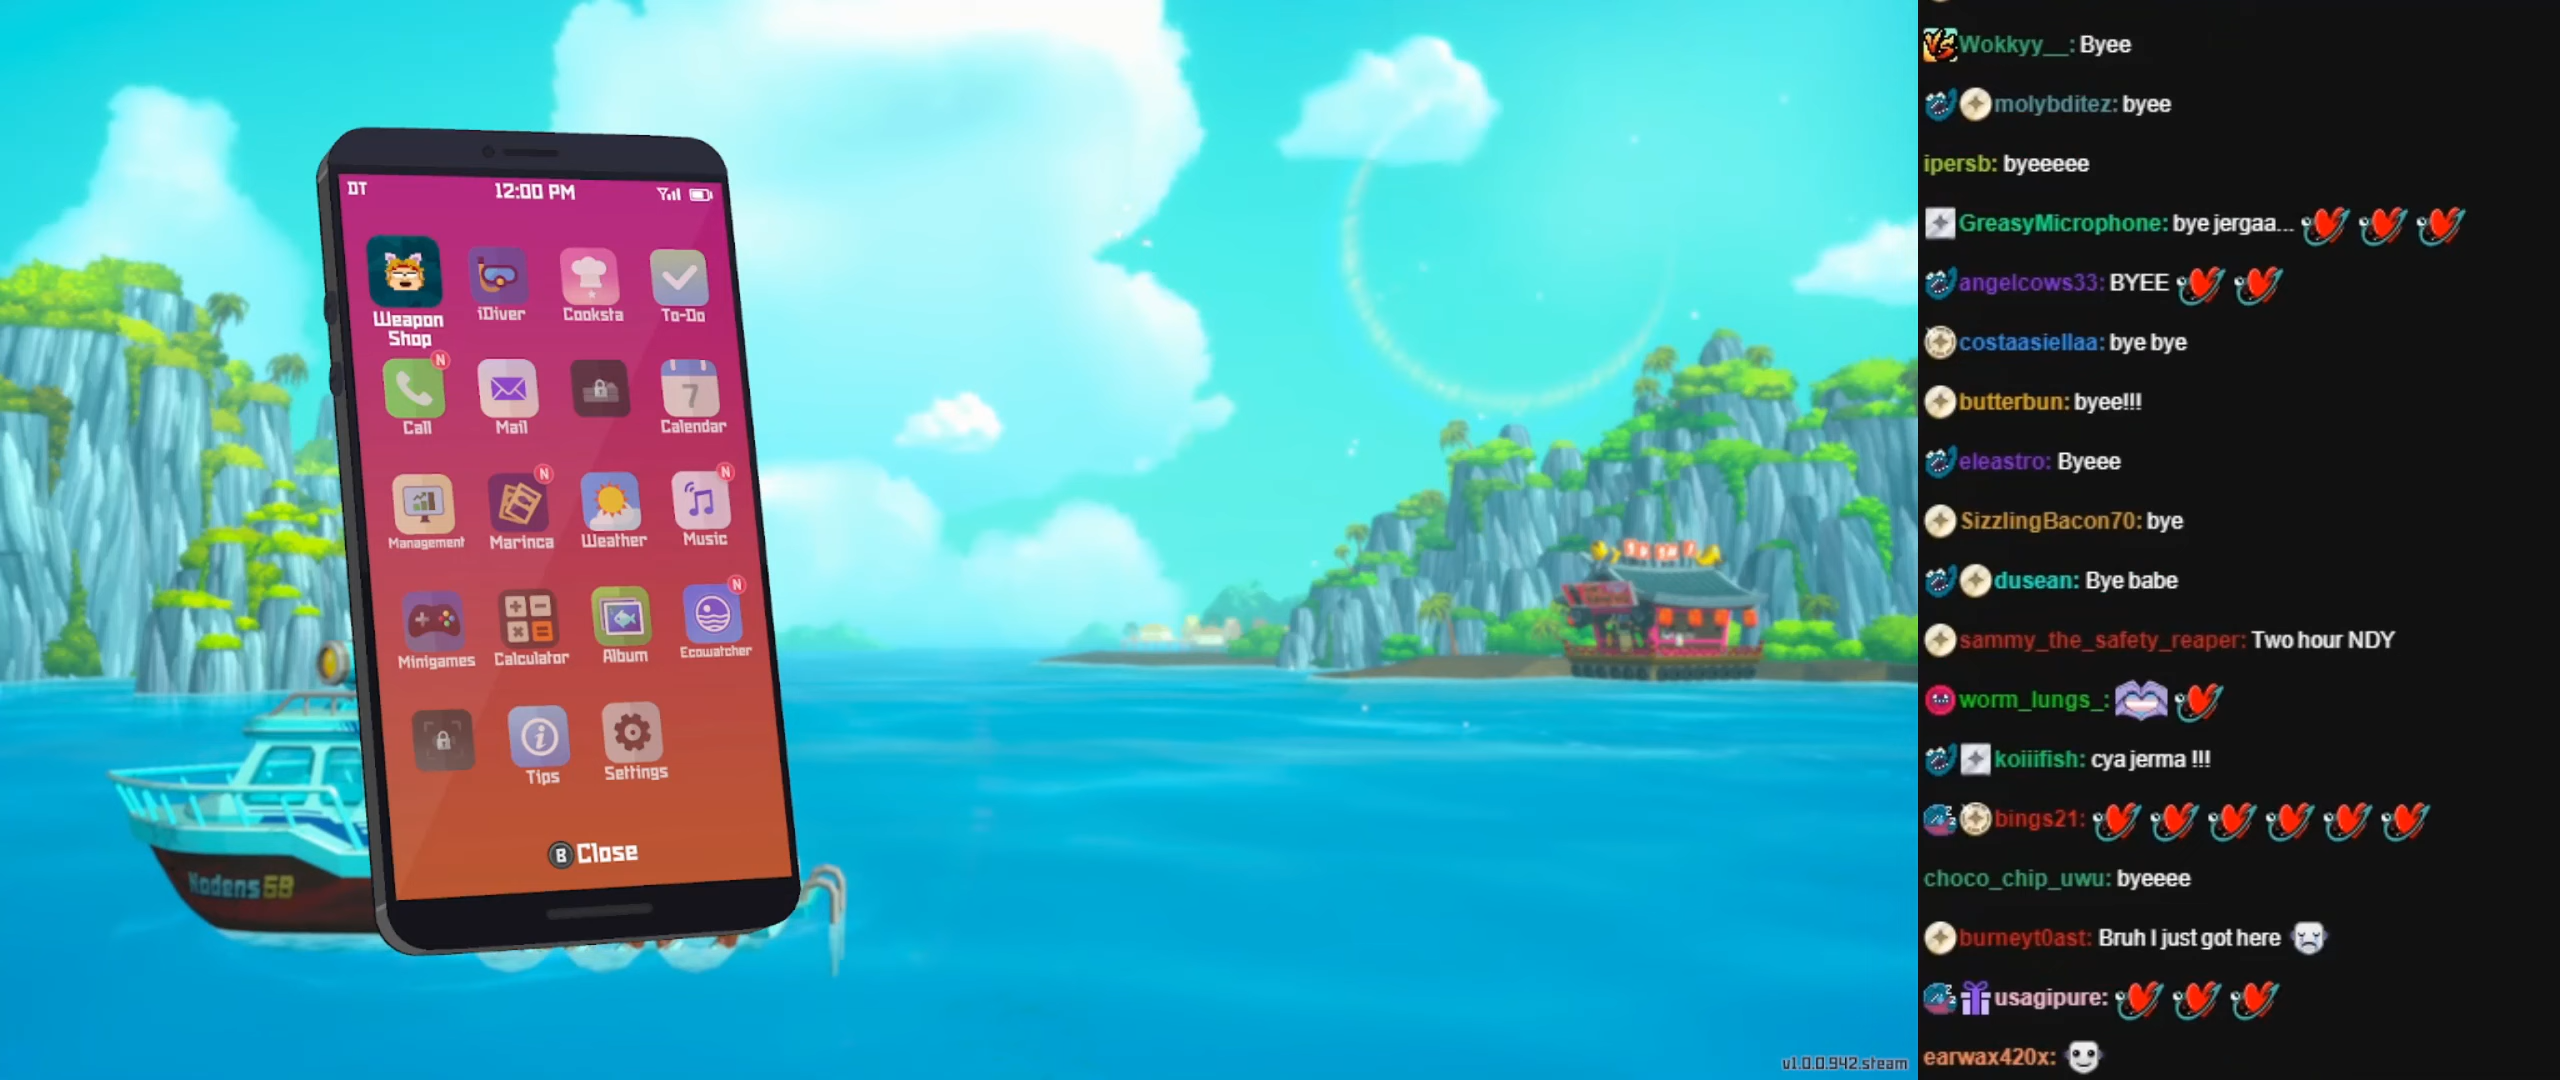 DT
12:00 PM
Weapon
Shop
iDiver
Cooksta
To-Do
N
Call
Mail
7
Calendar
Management
N
Marinca
Weather
N
Music
Minigames
Calculator
Album
N
Ecowatcher
Tips
Settings
B Close
Nodens68
v1.0.0.942.steam
Wokkyy__: Byee
molybditez: byee
ipersb: byeeeee
GreasyMicrophone: bye jergaa...
angelcows33: BYEE
costaasiellaa: bye bye
butterbun: byee!!!
eleastro: Byeee
SizzlingBacon70: bye
dusean: Bye babe
sammy_the_safety_reaper: Two hour NDY
worm_lungs_:
koiiifish: cya jerma !!!
bings21:
choco_chip_uwu: byeeee
burneyt0ast: Bruh I just got here
usagipure:
earwax420x: